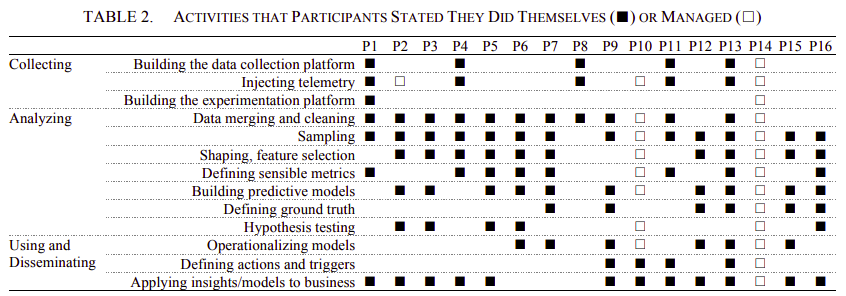 TABLE 2. ACTIVITIES THAT PARTICIPANTS STATED THEY DID THEMSELVES (■) OR MANAGED (□)
P1 P2 P3 P4 P5 P6 P7 P8 P9 P10 P11 P12 P13 P14 P15 P16
Collecting Building the data collection platform ■ ■ ■ ■ ■ □
Injecting telemetry ■ □ ■ ■ □ ■ ■ □
Building the experimentation platform ■ □
Analyzing Data merging and cleaning ■ ■ ■ ■ ■ ■ ■ ■ ■ □ ■ ■ □
Sampling ■ ■ ■ ■ ■ ■ ■ ■ □ ■ ■ ■ □ ■ ■
Shaping, feature selection ■ ■ ■ ■ ■ ■ □ ■ ■ □ ■ ■
Defining sensible metrics ■ ■ ■ ■ ■ ■ □ ■ ■ □ ■
Building predictive models ■ ■ ■ ■ ■ ■ □ ■ ■ □ ■ ■
Defining ground truth ■ ■ ■ ■ □ ■ ■
Hypothesis testing ■ ■ ■ ■ □ □ ■
Using and Operationalizing models ■ ■ ■ □ ■ ■ □ ■
Disseminating Defining actions and triggers ■ ■ ■ ■ □
Applying insights/models to business ■ ■ ■ ■ ■ ■ ■ ■ ■ ■ □ ■ ■